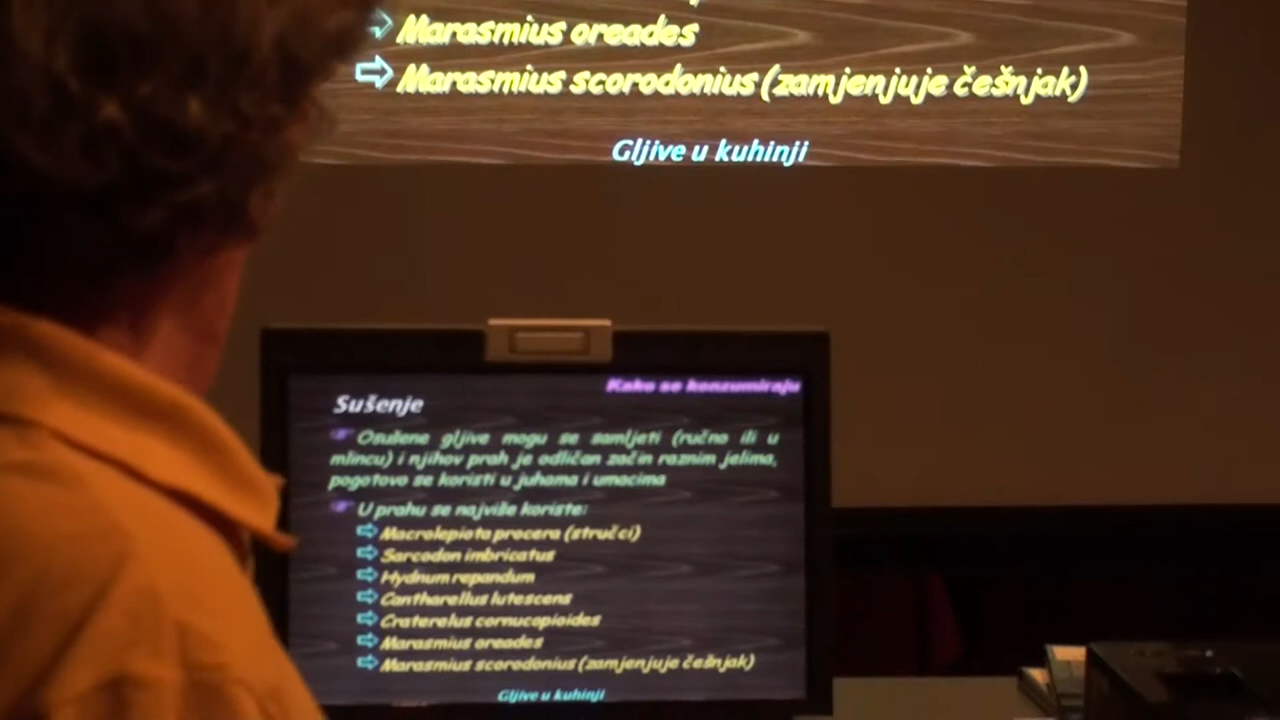 Marasmius oreades
Marasmius scorodonius (zamjenjuje češnjak)
Gljive u kuhinji
Kako se konzumiraju
Sušenje
Osušene gljive mogu se samljeti (ručno ili u
mlincu) i njihov prah je odličan začin raznim jelima,
pogotovo se koristi u juhama i umacima
U prahu se najviše koriste:
Macrolepiota procera (stručci)
Sarcodon imbricatus
Hydnum repandum
Cantharellus lutescens
Craterelus cornucopioides
Marasmius oreades
Marasmius scorodonius (zamjenjuje češnjak)
Gljive u kuhinji